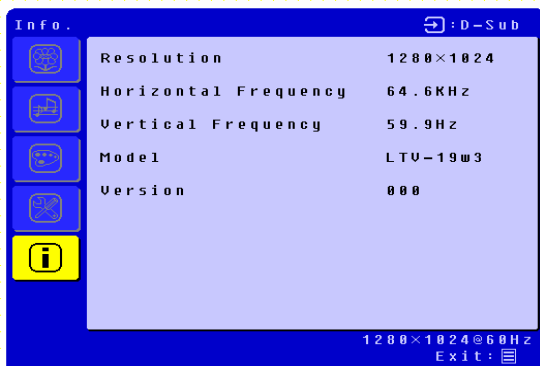 Info. :D-Sub
Resolution 1280×1024
Horizontal Frequency 64.6KHz
Vertical Frequency 59.9Hz
Model LTV-19w3
Version 000
1280×1024@60Hz
Exit: